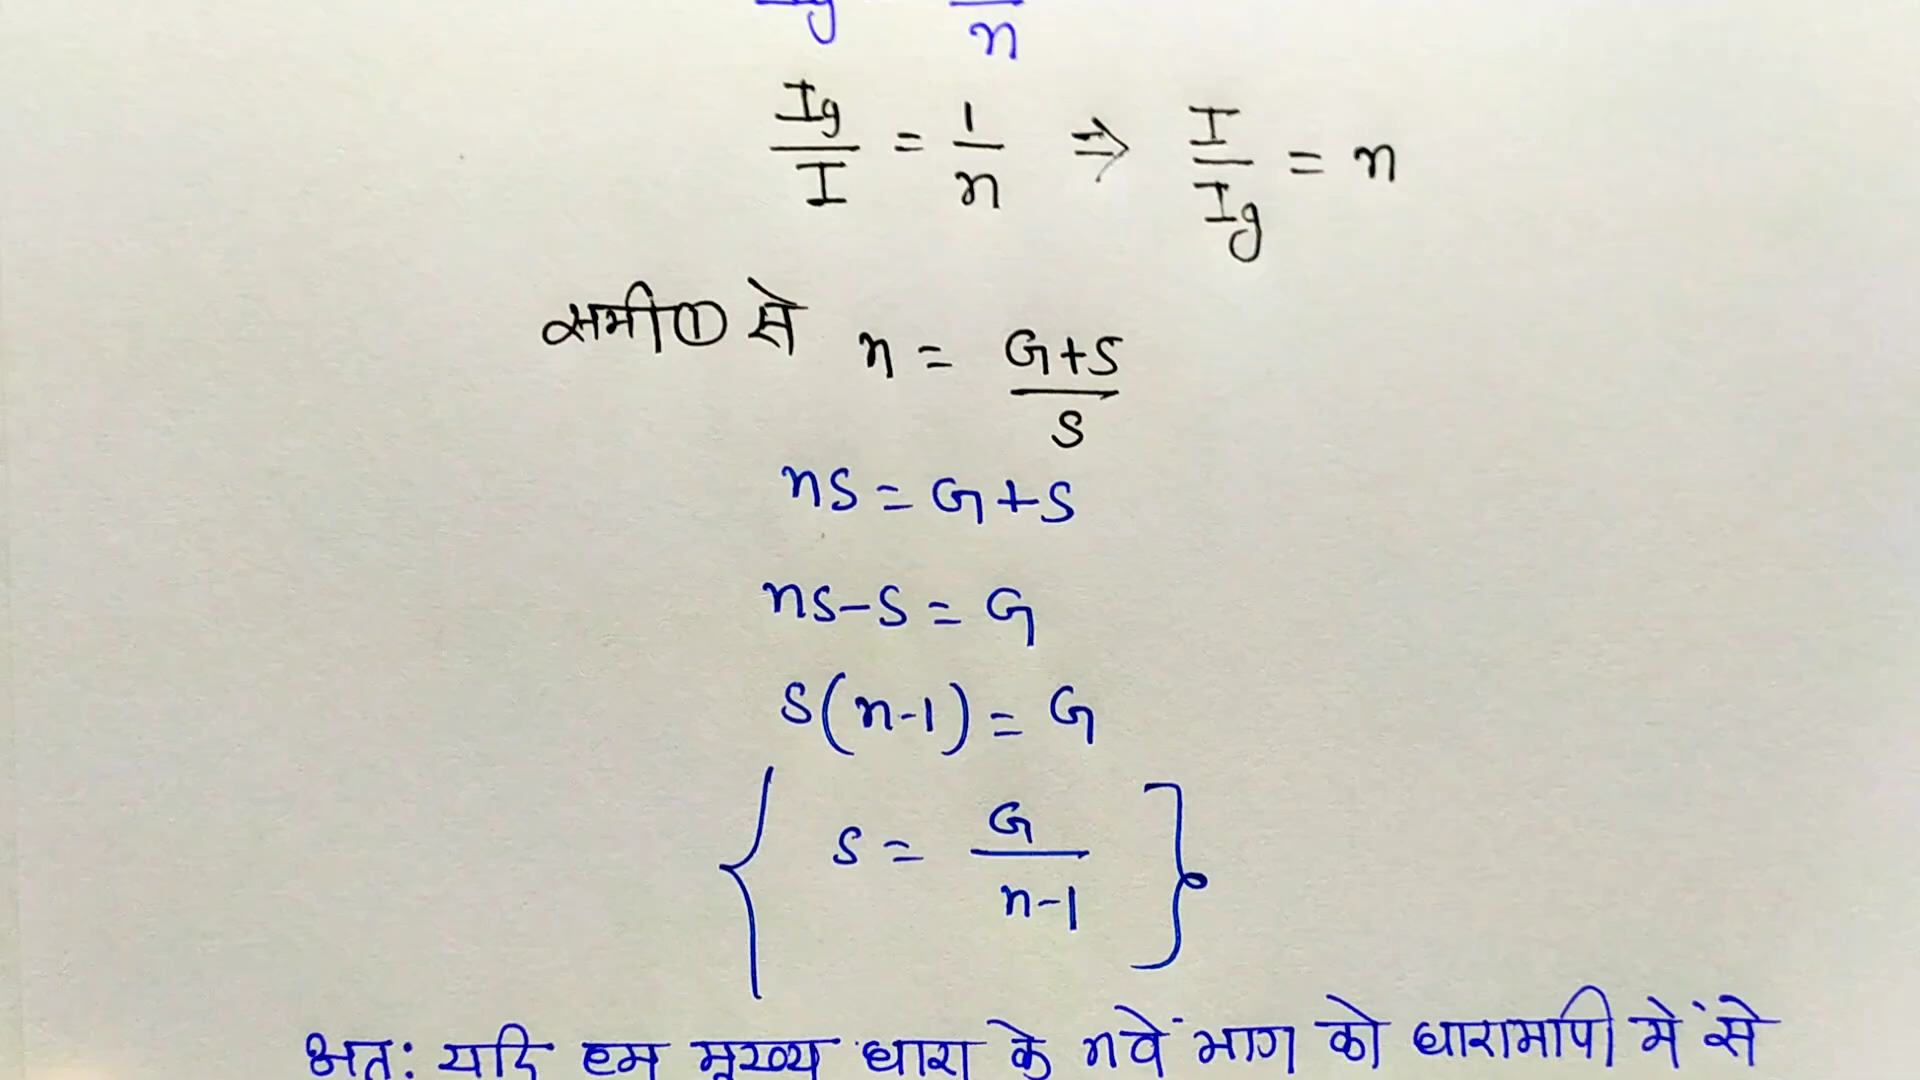 g n
Ig/I = 1/n ⇒ I/Ig = n
समी① से n = G+S/S
ns = G+S
ns-s = G
s(n-1) = G
{ s = G/n-1 }
अतः यदि हम मूख्य धारा के nवें भाग को धारामापी में से